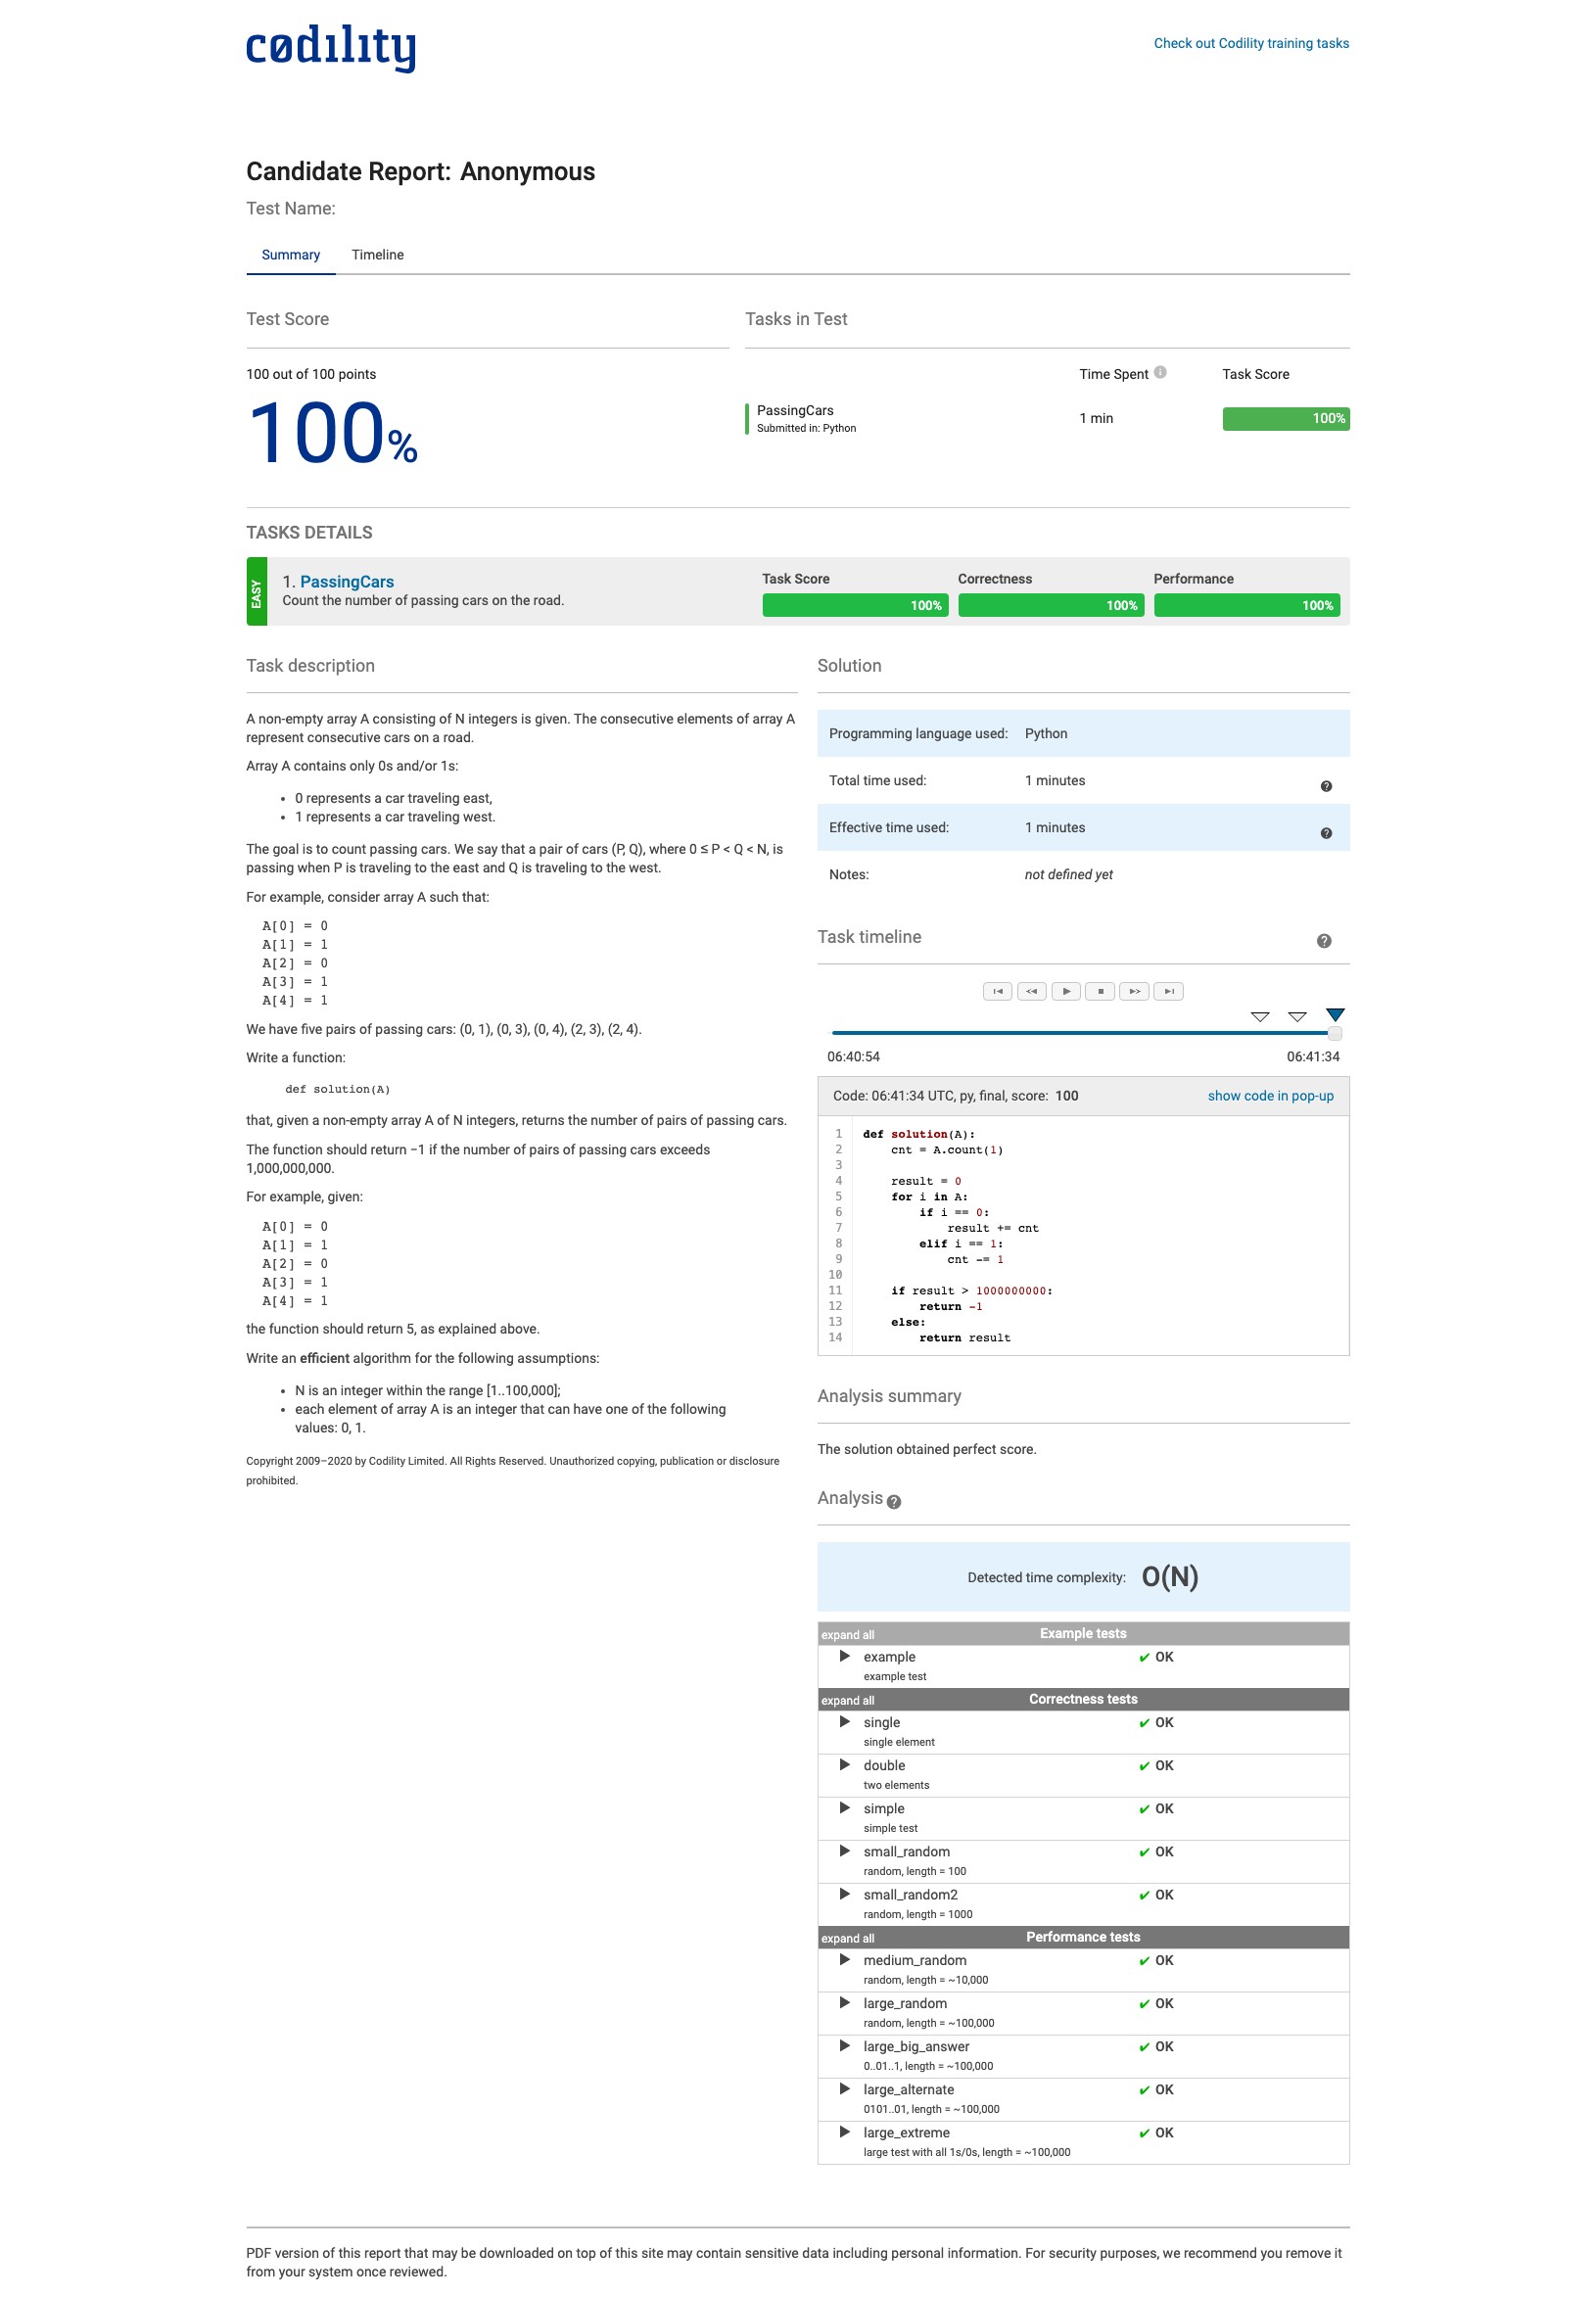 cødility
Check out Codility training tasks
Candidate Report: Anonymous
Test Name:
Summary Timeline
Test Score
100 out of 100 points
100%
Tasks in Test
Time Spent Task Score
PassingCars
Submitted in: Python
1 min
100%
TASKS DETAILS
EASY
1. PassingCars
Count the number of passing cars on the road.
Task Score Correctness Performance
100% 100% 100%
Task description
A non-empty array A consisting of N integers is given. The consecutive elements of array A
represent consecutive cars on a road.
Array A contains only 0s and/or 1s:
• 0 represents a car traveling east,
• 1 represents a car traveling west.
The goal is to count passing cars. We say that a pair of cars (P, Q), where 0 ≤ P < Q < N, is
passing when P is traveling to the east and Q is traveling to the west.
For example, consider array A such that:
A[0] = 0
A[1] = 1
A[2] = 0
A[3] = 1
A[4] = 1
We have five pairs of passing cars: (0, 1), (0, 3), (0, 4), (2, 3), (2, 4).
Write a function:
def solution(A)
that, given a non-empty array A of N integers, returns the number of pairs of passing cars.
The function should return −1 if the number of pairs of passing cars exceeds
1,000,000,000.
For example, given:
A[0] = 0
A[1] = 1
A[2] = 0
A[3] = 1
A[4] = 1
the function should return 5, as explained above.
Write an efficient algorithm for the following assumptions:
• N is an integer within the range [1..100,000];
• each element of array A is an integer that can have one of the following
values: 0, 1.
Copyright 2009–2020 by Codility Limited. All Rights Reserved. Unauthorized copying, publication or disclosure
prohibited.
Solution
Programming language used: Python
Total time used: 1 minutes
Effective time used: 1 minutes
Notes: not defined yet
Task timeline
06:40:54 06:41:34
Code: 06:41:34 UTC, py, final, score: 100 show code in pop-up
1 def solution(A):
2 cnt = A.count(1)
3
4 result = 0
5 for i in A:
6 if i == 0:
7 result += cnt
8 elif i == 1:
9 cnt -= 1
10
11 if result > 1000000000:
12 return -1
13 else:
14 return result
Analysis summary
The solution obtained perfect score.
Analysis
Detected time complexity: O(N)
expand all Example tests
example ✔ OK
example test
expand all Correctness tests
single ✔ OK
single element
double ✔ OK
two elements
simple ✔ OK
simple test
small_random ✔ OK
random, length = 100
small_random2 ✔ OK
random, length = 1000
expand all Performance tests
medium_random ✔ OK
random, length = ~10,000
large_random ✔ OK
random, length = ~100,000
large_big_answer ✔ OK
0..01..1, length = ~100,000
large_alternate ✔ OK
0101..01, length = ~100,000
large_extreme ✔ OK
large test with all 1s/0s, length = ~100,000
PDF version of this report that may be downloaded on top of this site may contain sensitive data including personal information. For security purposes, we recommend you remove it
from your system once reviewed.